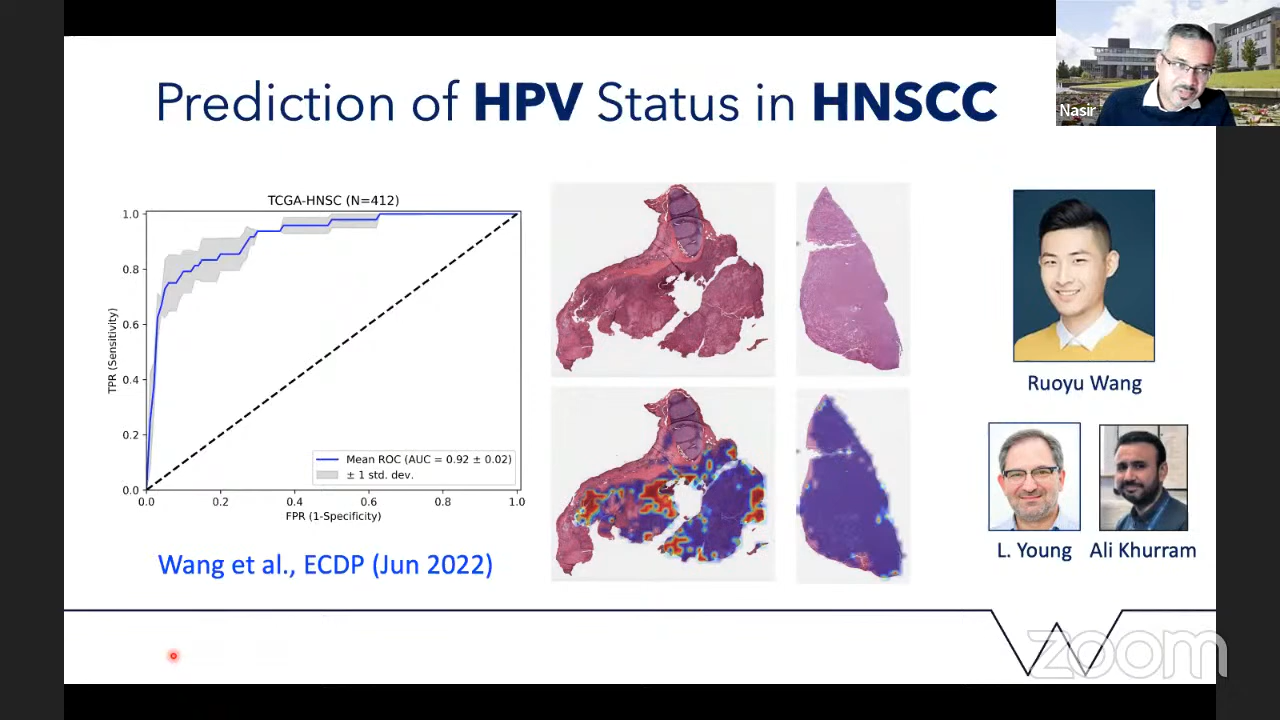 Prediction of HPV Status in HNSCC
Nasir
TCGA-HNSC (N=412)
1.0
0.8
0.6
0.4
0.2
0.0
TPR (Sensitivity)
Mean ROC (AUC = 0.92 ± 0.02)
± 1 std. dev.
0.0 0.2 0.4 0.6 0.8 1.0
FPR (1-Specificity)
Wang et al., ECDP (Jun 2022)
Ruoyu Wang
L. Young Ali Khurram
zoom